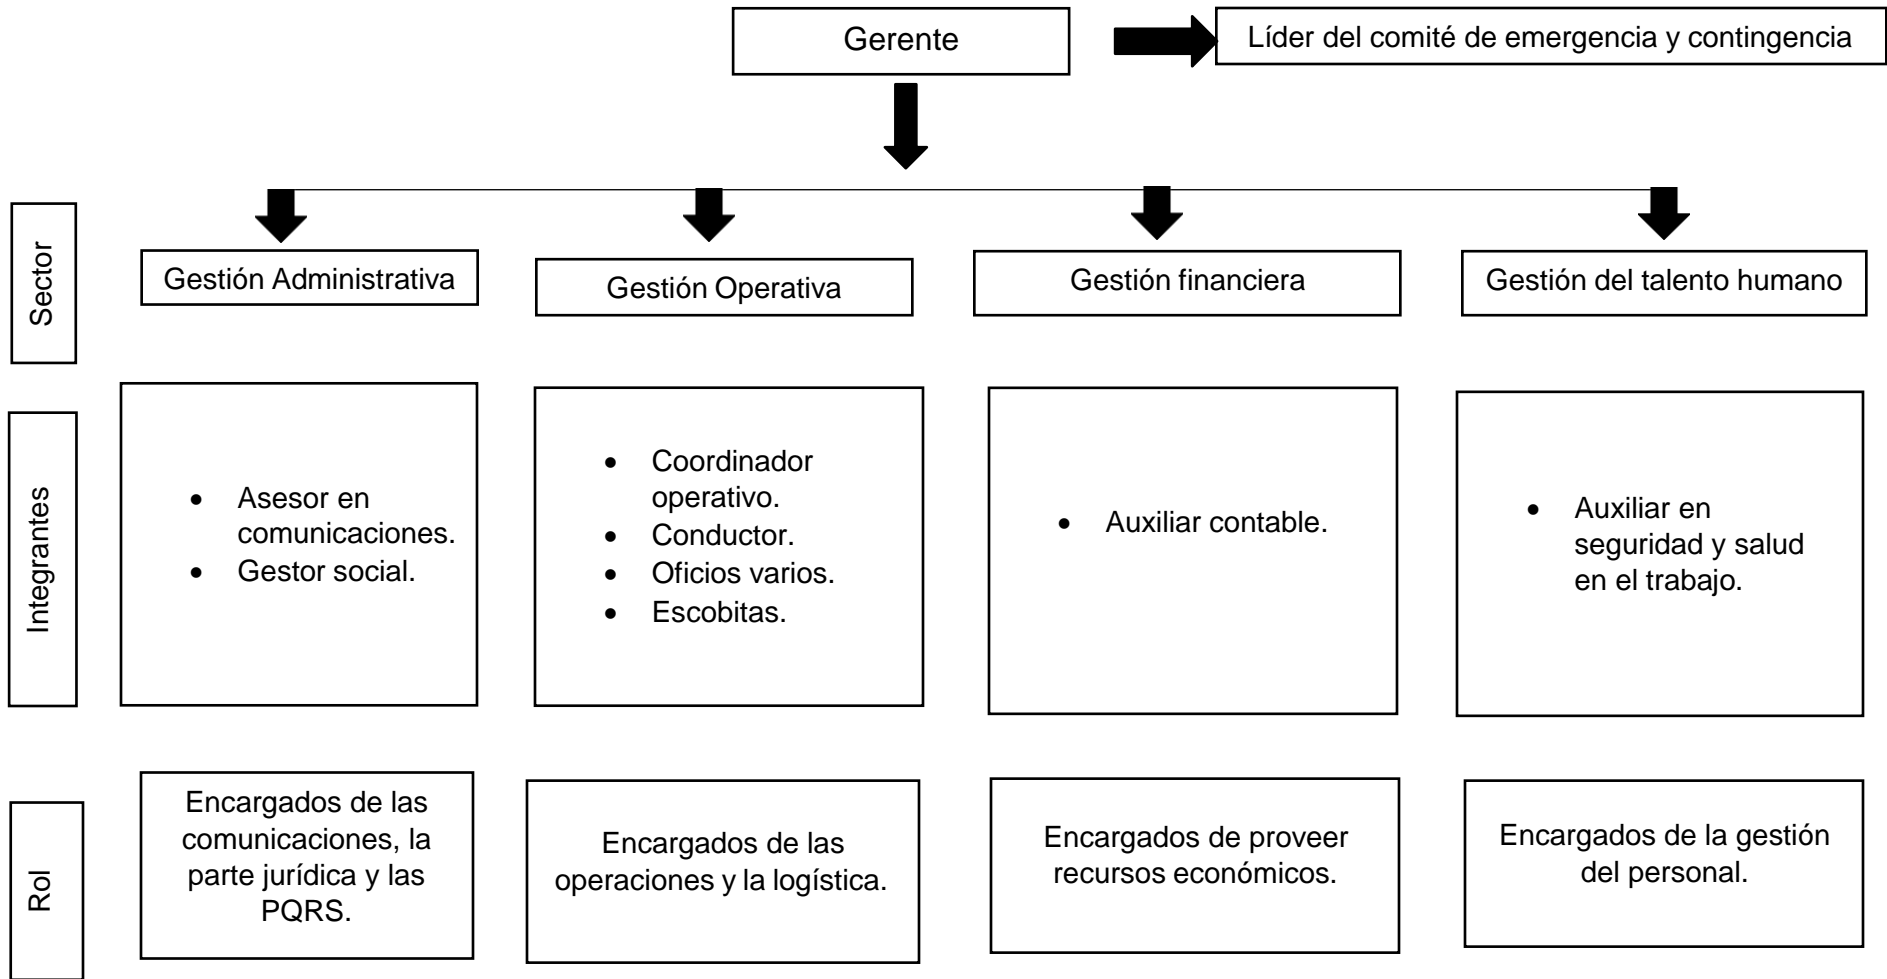 Gerente
Líder del comité de emergencia y contingencia
Sector
Gestión Administrativa
Gestión Operativa
Gestión financiera
Gestión del talento humano
Integrantes
• Asesor en
comunicaciones.
• Gestor social.
• Coordinador
operativo.
• Conductor.
• Oficios varios.
• Escobitas.
• Auxiliar contable.
• Auxiliar en
seguridad y salud
en el trabajo.
Rol
Encargados de las
comunicaciones, la
parte jurídica y las
PQRS.
Encargados de las
operaciones y la logística.
Encargados de proveer
recursos económicos.
Encargados de la gestión
del personal.